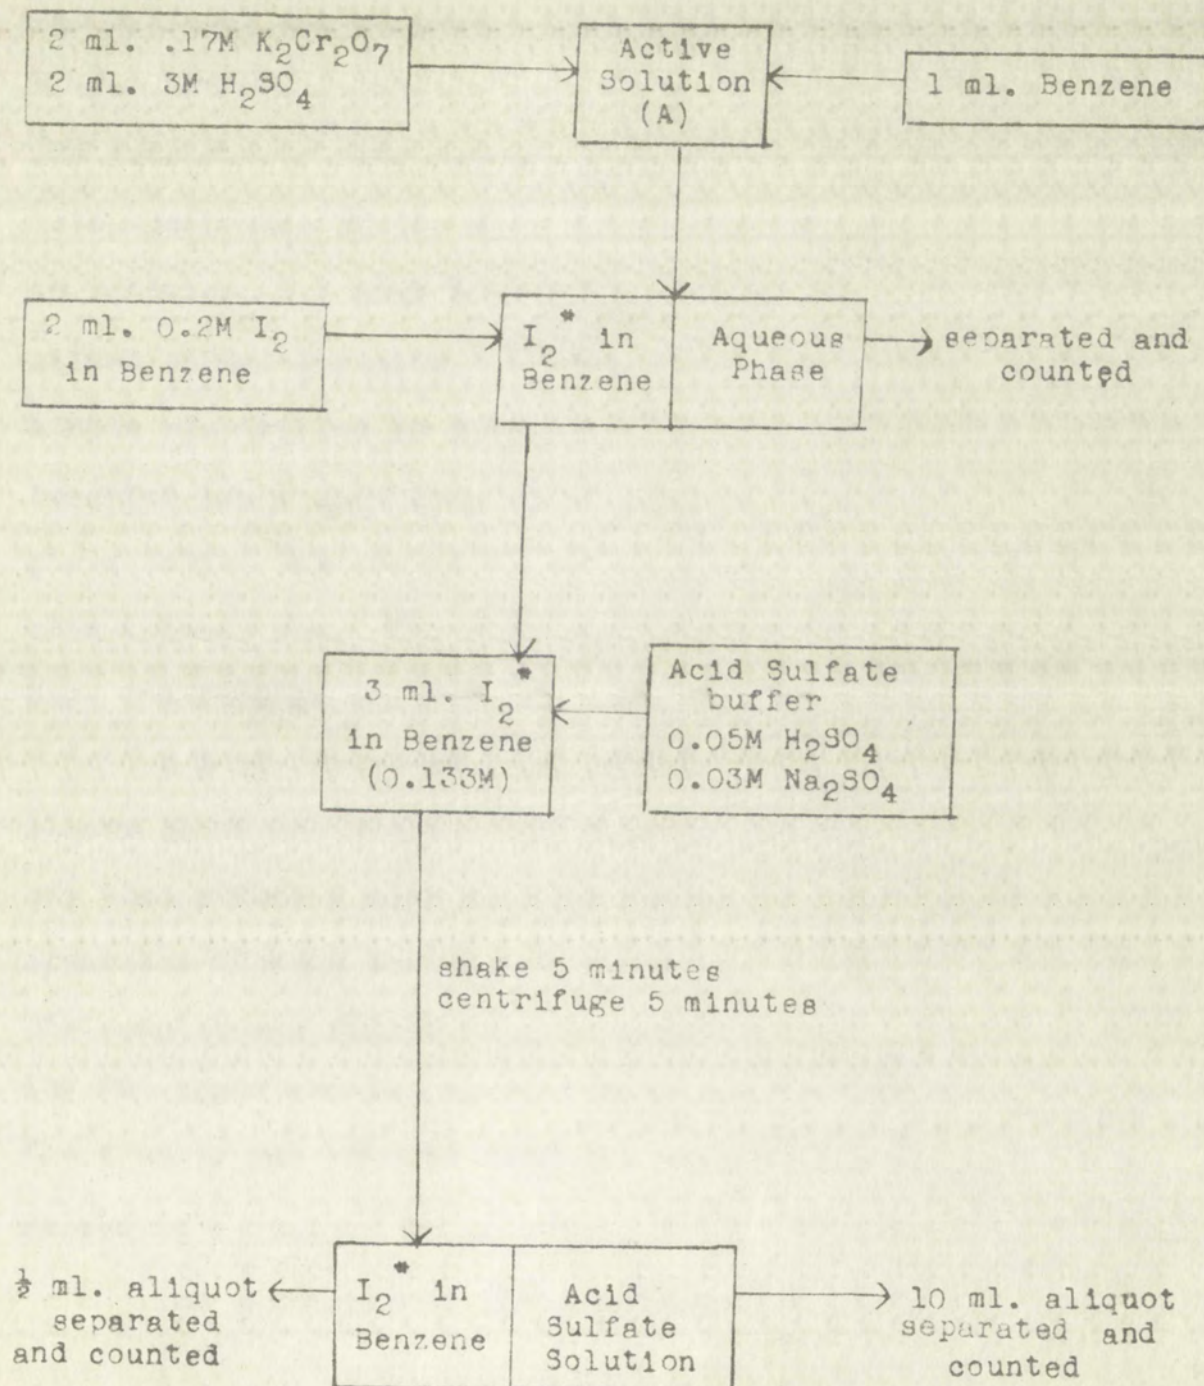 2 ml. .17M K₂Cr₂O₇
2 ml. 3M H₂SO₄
Active
Solution
(A)
1 ml. Benzene
2 ml. 0.2M I₂
in Benzene
I₂* in
Benzene
Aqueous
Phase
separated and
counted
3 ml. I₂*
in Benzene
(0.133M)
Acid Sulfate
buffer
0.05M H₂SO₄
0.03M Na₂SO₄
shake 5 minutes
centrifuge 5 minutes
½ ml. aliquot
separated
and counted
I₂* in
Benzene
Acid
Sulfate
Solution
10 ml. aliquot
separated and
counted